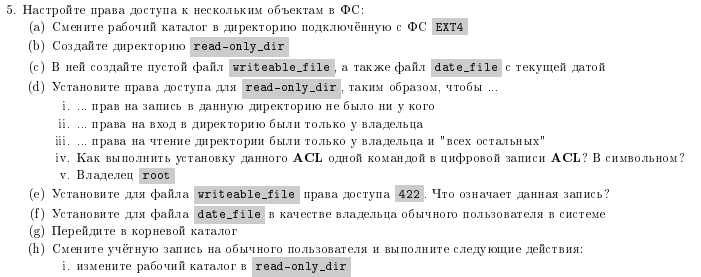 5. Настройте права доступа к нескольким объектам в ФС:
(a) Смените рабочий каталог в директорию подключённую с ФС EXT4
(b) Создайте директорию read-only_dir
(c) В ней создайте пустой файл writeable_file, а также файл date_file с текущей датой
(d) Установите права доступа для read-only_dir, таким образом, чтобы ...
i. ... прав на запись в данную директорию не было ни у кого
ii. ... права на вход в директорию были только у владельца
iii. ... права на чтение директории были только у владельца и "всех остальных"
iv. Как выполнить установку данного ACL одной командой в цифровой записи ACL? В символьном?
v. Владелец root
(e) Установите для файла writeable_file права доступа 422. Что означает данная запись?
(f) Установите для файла date_file в качестве владельца обычного пользователя в системе
(g) Перейдите в корневой каталог
(h) Смените учётную запись на обычного пользователя и выполните следующие действия:
i. измените рабочий каталог в read-only_dir